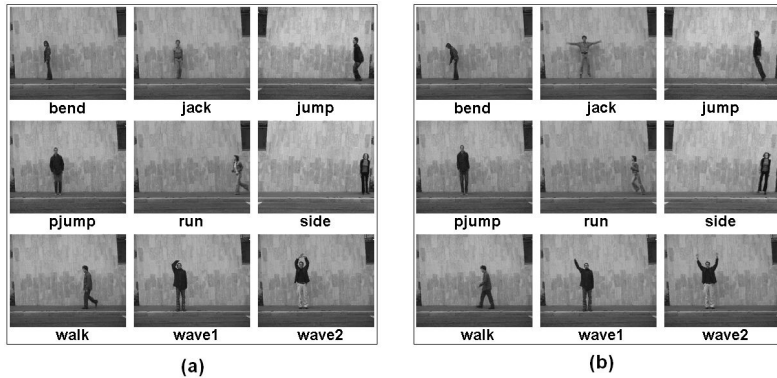 bend jack jump
pjump run side
walk wave1 wave2
(a)
bend jack jump
pjump run side
walk wave1 wave2
(b)